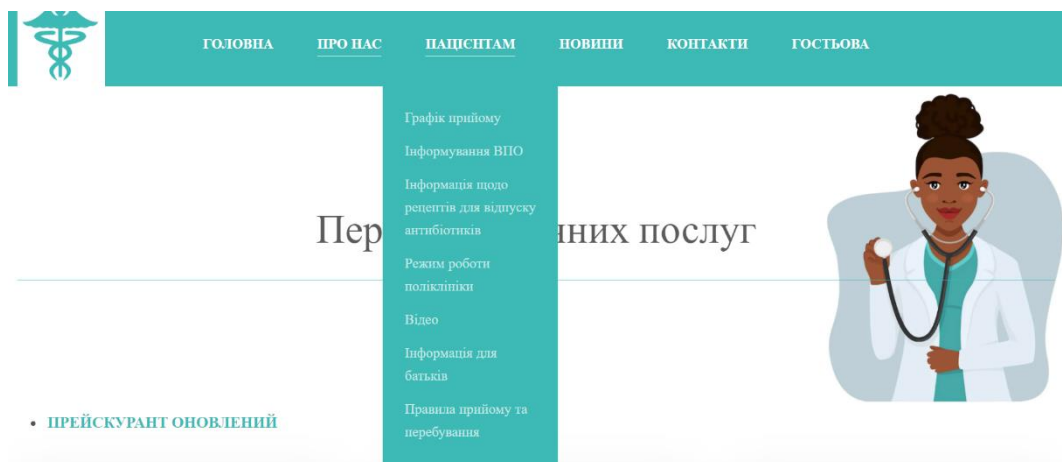 ГОЛОВНА ПРО НАС ПАЦІЄНТАМ НОВИНИ КОНТАКТИ ГОСТЬОВА
Графік прийому
Інформування ВПО
Інформація щодо
рецептів для відпуску
антибіотиків
Пер чних послуг
Режим роботи
поліклініки
Відео
Інформація для
батьків
Правила прийому та
перебування
• ПРЕЙСКУРАНТ ОНОВЛЕНИЙ